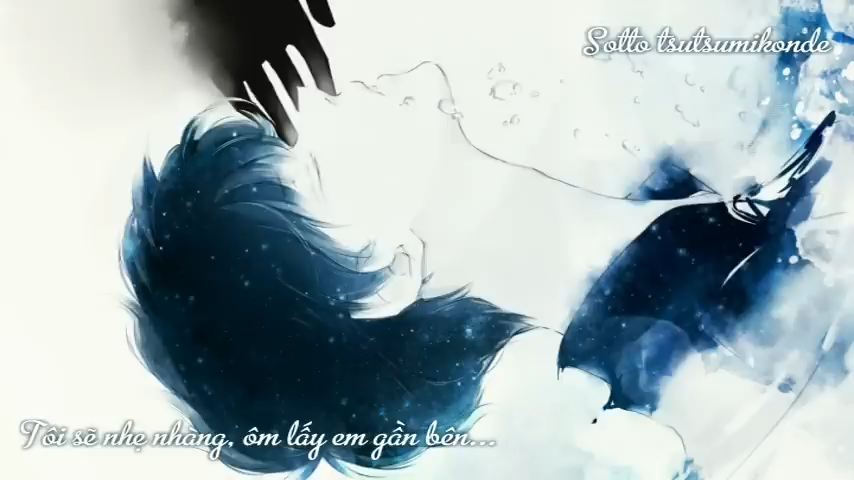 Sotto tsutsumikonde
Tôi sẽ nhẹ nhàng, ôm lấy em gần bên...